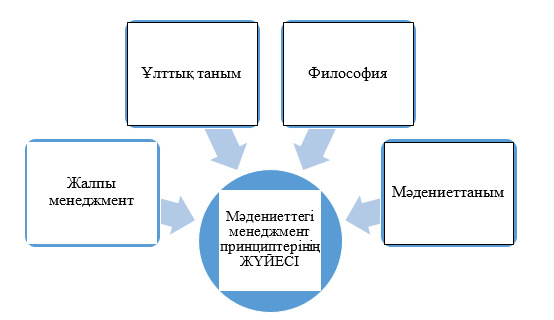 Ұлттық таным
Философия
Жалпы
менеджмент
Мәдениеттаным
Мәдениеттегі
менеджмент
принциптерінің
ЖҮЙЕСІ